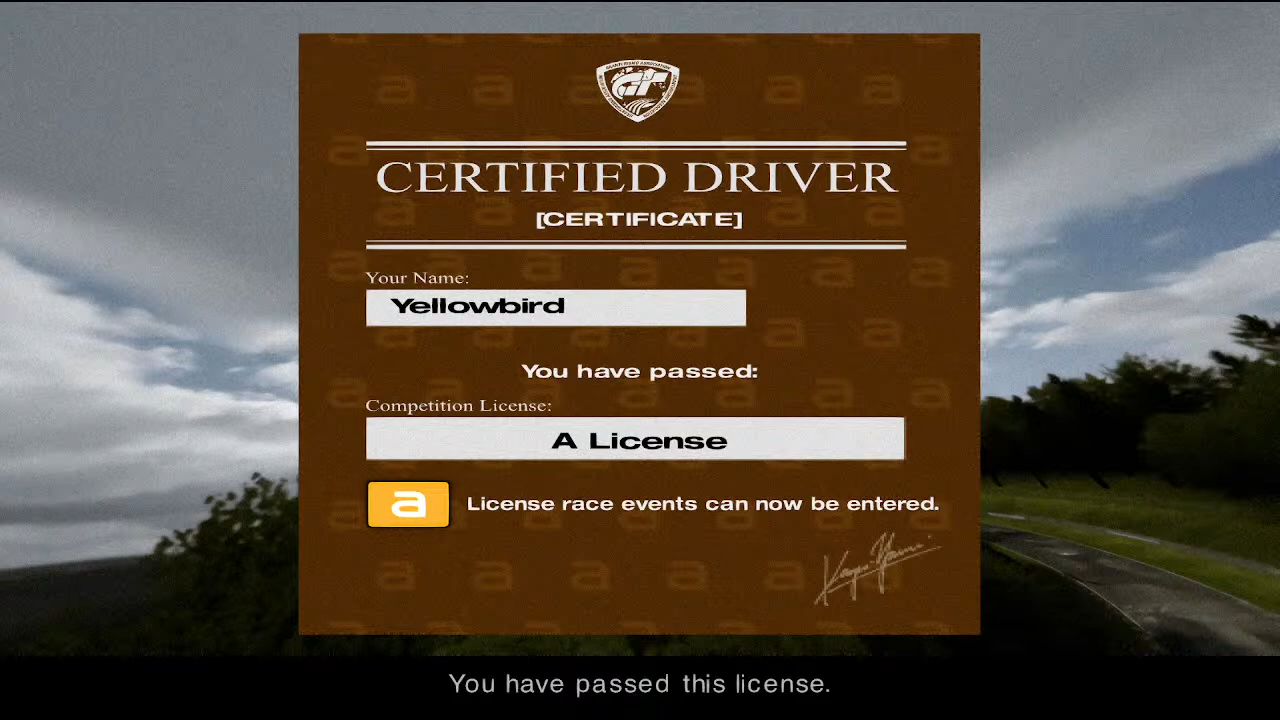 GT
CERTIFIED DRIVER
[CERTIFICATE]
Your Name:
Yellowbird
You have passed:
Competition License:
A License
a License race events can now be entered.
You have passed this license.